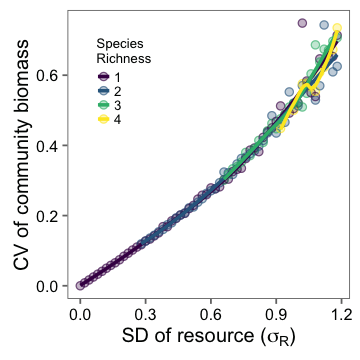 Species
Richness
1
2
3
4
CV of community biomass
0.6
0.4
0.2
0.0
0.0 0.3 0.6 0.9 1.2
SD of resource (σR)